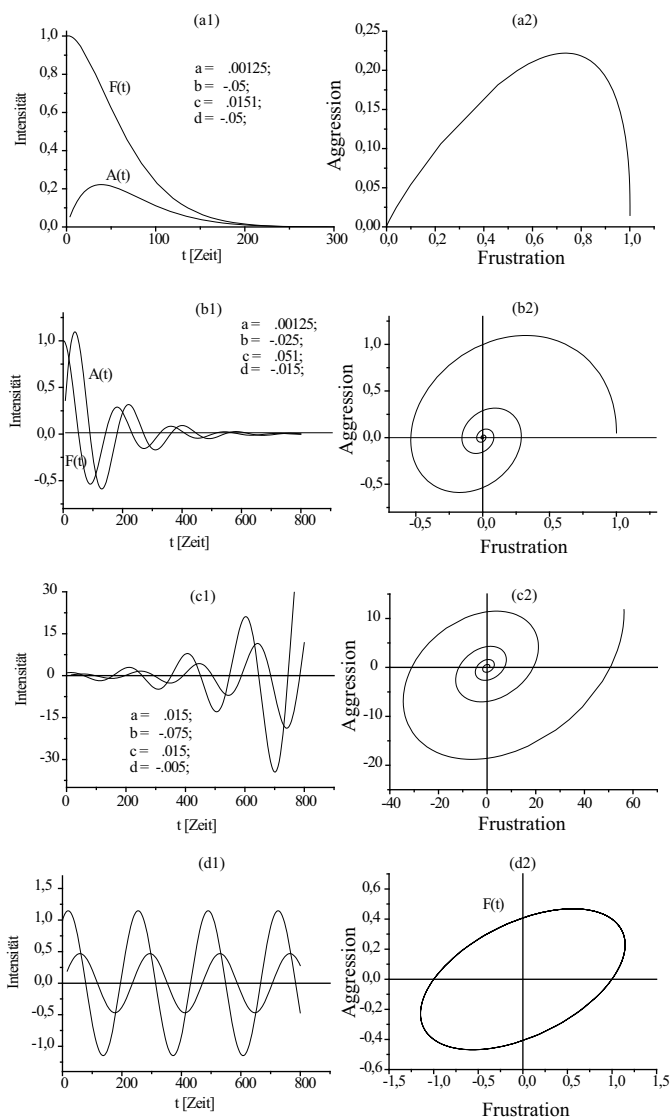 (a1)
1,0
0,8
0,6
0,4
0,2
0,0
0
100
200
300
Intensität
t [Zeit]
F(t)
A(t)
a = .00125;
b = -.05;
c = .0151;
d = -.05;
(a2)
0,25
0,20
0,15
0,10
0,05
0,00
0,0
0,2
0,4
0,6
0,8
1,0
Aggression
Frustration
(b1)
1,0
0,5
0,0
-0,5
0
200
400
600
800
Intensität
t [Zeit]
A(t)
F(t)
a = .00125;
b = -.025;
c = .051;
d = -.015;
(b2)
1,0
0,5
0,0
-0,5
-0,5
0,0
0,5
1,0
Aggression
Frustration
(c1)
30
15
0
-15
-30
0
200
400
600
800
Intensität
t [Zeit]
a = .015;
b = -.075;
c = .015;
d = -.005;
(c2)
10
0
-10
-20
-40
-20
0
20
40
60
Aggression
Frustration
(d1)
1,5
1,0
0,5
0,0
-0,5
-1,0
0
200
400
600
800
Intensität
t [Zeit]
(d2)
0,6
0,4
0,2
0,0
-0,2
-0,4
-0,6
-1,5
-1,0
-0,5
0,0
0,5
1,0
1,5
Aggression
Frustration
F(t)